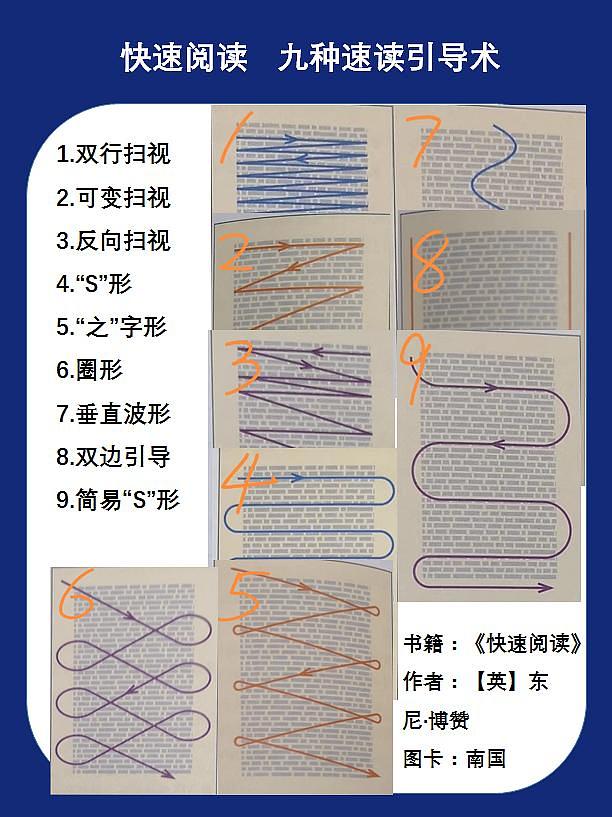 快速阅读 九种速读引导术
1.双行扫视
2.可变扫视
3.反向扫视
4.“S”形
5.“之”字形
6.圈形
7.垂直波形
8.双边引导
9.简易“S”形
1
7
2
8
3
9
4
6
5
书籍：《快速阅读》
作者：【英】东
尼·博赞
图卡：南国